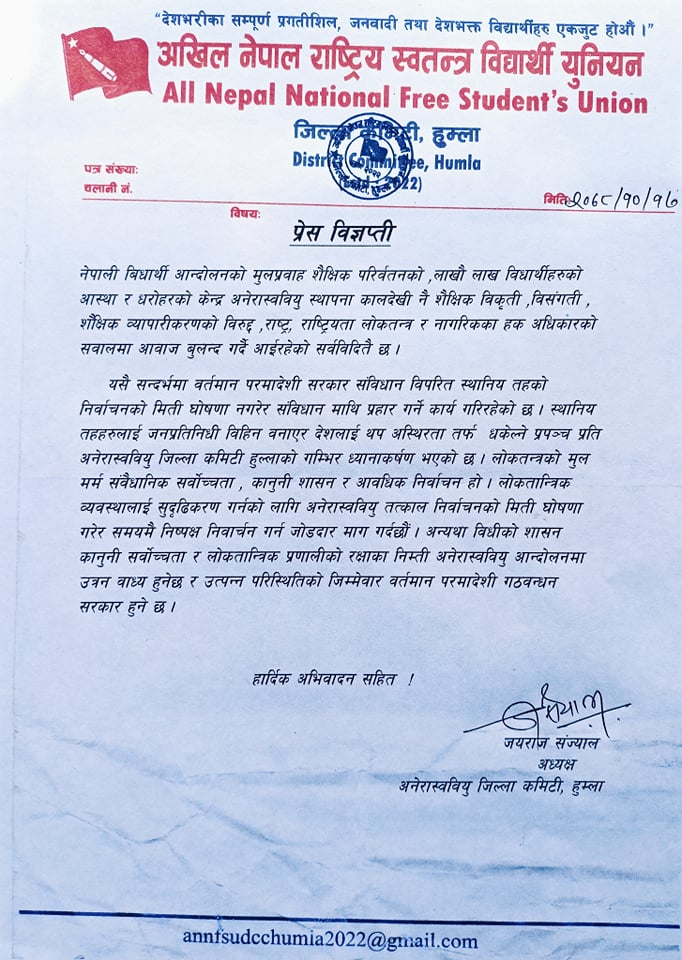 "देशभरीका सम्पूर्ण प्रगतीशिल, जनवादी तथा देशभक्त विद्यार्थीहरु एकजुट होऔं ।"
अखिल नेपाल राष्ट्रिय स्वतन्त्र विद्यार्थी युनियन
All Nepal National Free Student's Union
जिल्ला कमिटी, हुम्ला
District Committee, Humla
2022)
पत्र संख्याः
चलानी नं.
मितिः २०७८/१०/१७
विषयः
प्रेस विज्ञप्ती
नेपाली विधार्थी आन्दोलनको मुलप्रवाह शैक्षिक परिर्वतनको ,लाखौ लाख विधार्थीहरुको
आस्था र धरोहरको केन्द्र अनेरास्ववियु स्थापना कालदेखी नै शैक्षिक विकृती ,विसंगती ,
र्शौक्षिक व्यापारीकरणको विरुद्द ,राष्ट्र, राष्ट्रियता लोकतन्त्र र नागरिकका हक अधिकारको
सवालमा आवाज बुलन्द गर्दै आईरहेको सर्वविदितै छ ।
यसै सन्दर्भमा वर्तमान परमादेशी सरकार संविधान विपरित स्थानिय तहको
निर्वाचनको मिती घोषणा नगरेर संविधान माथि प्रहार गर्ने कार्य गरिरहेको छ । स्थानिय
तहहरुलाई जनप्रतिनिधी विहिन बनाएर देशलाई थप अस्थिरता तर्फ धकेल्ने प्रपञ्च प्रति
अनेरास्ववियु जिल्ला कमिटी हुल्लाको गम्भिर ध्यानाकर्षण भएको छ । लोकतन्त्रको मुल
मर्म संवैधानिक सर्वोच्चता , कानुनी शासन र आवधिक निर्वाचन हो । लोकतान्त्रिक
व्यवस्थालाई सुदृढिकरण गर्नको लागि अनेरास्ववियु तत्काल निर्वाचनको मिती घोषणा
गरेर समयमै निष्पक्ष निवार्चन गर्न जोडदार माग गर्दछौं । अन्यथा विधीको शासन
कानुनी सर्वोच्चता र लोकतान्त्रिक प्रणालीको रक्षाका निम्ती अनेरास्ववियु आन्दोलनमा
उत्रन वाध्य हुनेछ र उत्पन्न परिस्थितिको जिम्मेवार वर्तमान परमादेशी गठवन्धन
सरकार हुने छ ।
हार्दिक अभिवादन सहित !
जयराज संज्याल
अध्यक्ष
अनेरास्ववियु जिल्ला कमिटी, हुम्ला
annfsudcchumia2022@gmail.com